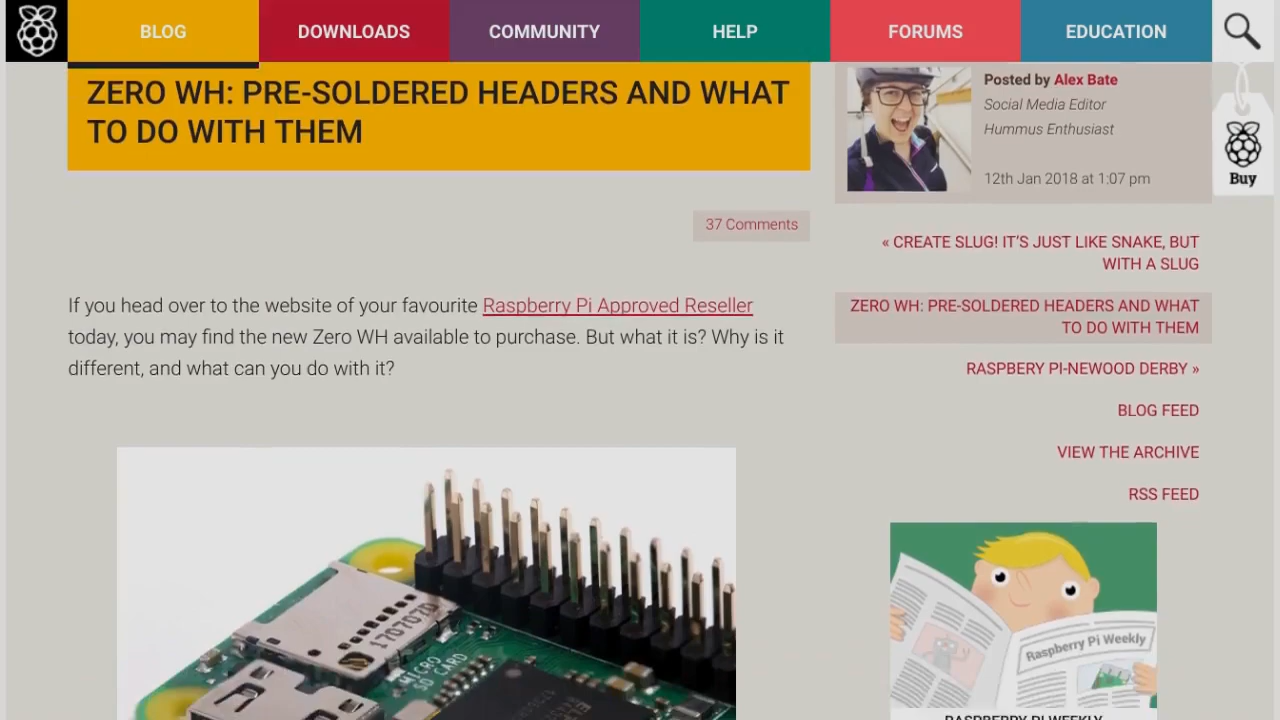 BLOG
DOWNLOADS
COMMUNITY
HELP
FORUMS
EDUCATION
ZERO WH: PRE-SOLDERED HEADERS AND WHAT
TO DO WITH THEM
37 Comments
If you head over to the website of your favourite Raspberry Pi Approved Reseller
today, you may find the new Zero WH available to purchase. But what it is? Why is it
different, and what can you do with it?
170707D
MICRO
SD CARD
Posted by Alex Bate
Social Media Editor
Hummus Enthusiast
12th Jan 2018 at 1:07 pm
Buy
« CREATE SLUG! IT'S JUST LIKE SNAKE, BUT
WITH A SLUG
ZERO WH: PRE-SOLDERED HEADERS AND WHAT
TO DO WITH THEM
RASPBERY PI-NEWOOD DERBY »
BLOG FEED
VIEW THE ARCHIVE
RSS FEED
Raspberry Pi Weekly
RASPBERRY PI WEEKLY